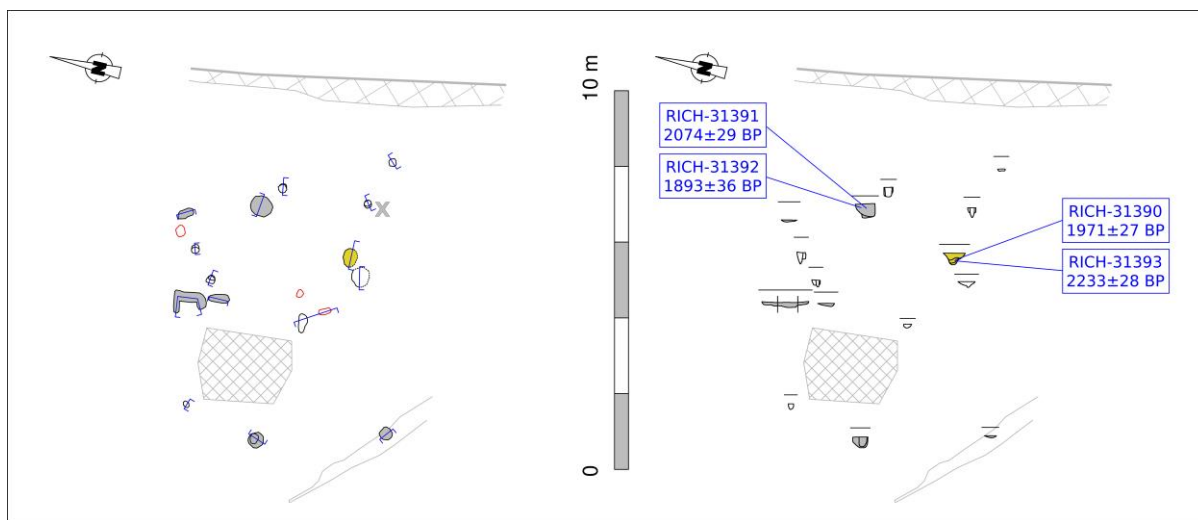 N
X
10 m
0
N
RICH-31391
2074±29 BP
RICH-31392
1893±36 BP
RICH-31390
1971±27 BP
RICH-31393
2233±28 BP